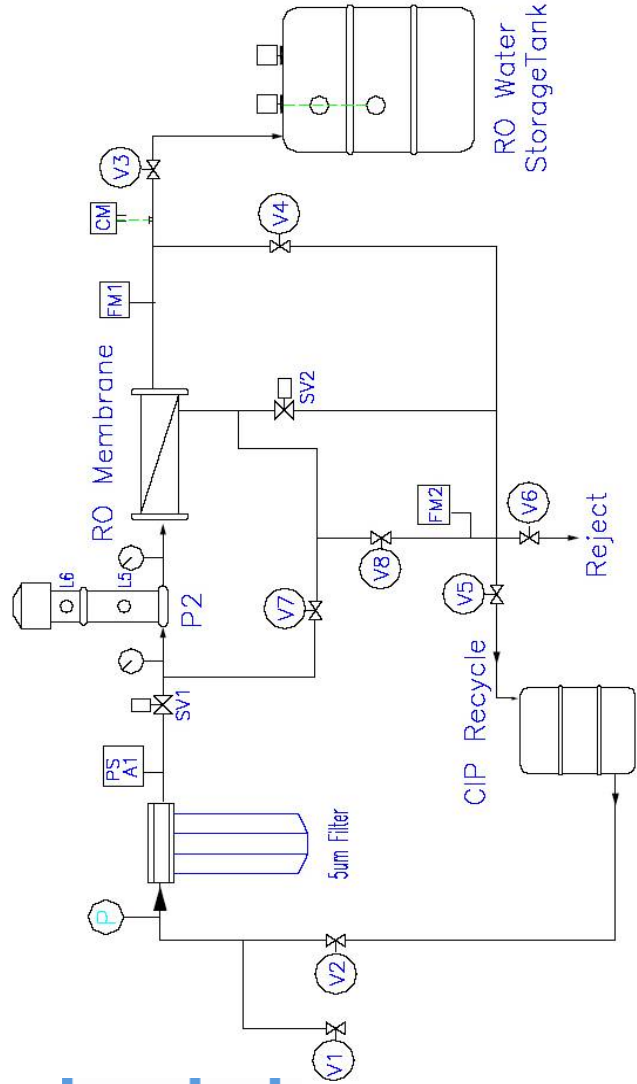 P
PS
A1
SV1
L6
L5
P2
RO Membrane
FM1
CM
V3
V4
SV2
RO Water
StorageTank
5um Filter
V7
V8
FM2
V6
Reject
V5
CIP Recycle
V2
V1